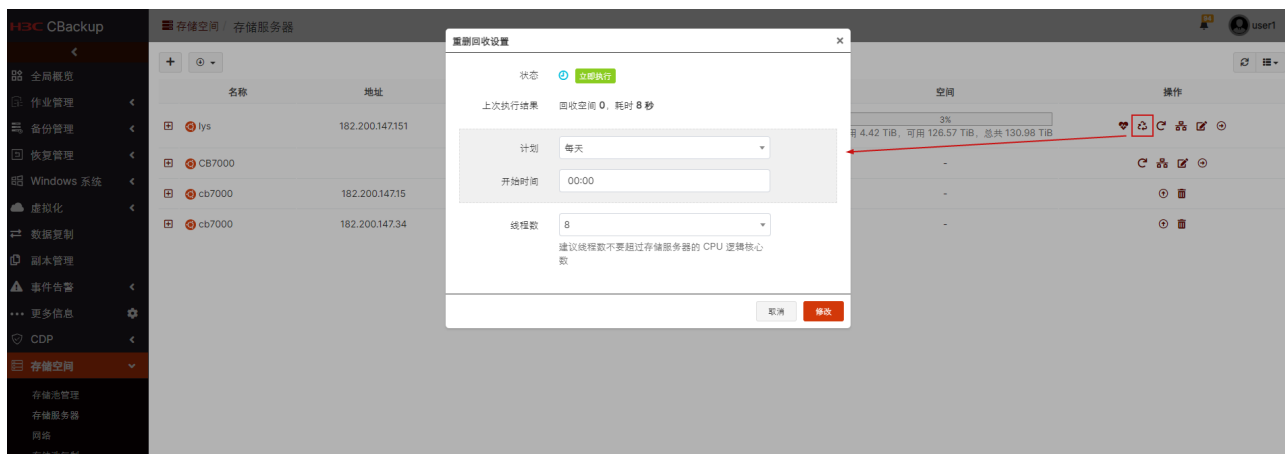 H3C CBackup
存储空间 / 存储服务器
user1
全局概览
作业管理
备份管理
恢复管理
Windows 系统
虚拟化
数据复制
副本管理
事件告警
更多信息
CDP
存储空间
存储池管理
存储服务器
网络
名称 地址 空间 操作
lys 182.200.147.151 3%
4.42 TiB, 可用 126.57 TiB, 总共 130.98 TiB
CB7000 -
cb7000 182.200.147.15 -
cb7000 182.200.147.34 -
重删回收设置 ×
状态 立即执行
上次执行结果 回收空间 0, 耗时 8 秒
计划 每天
开始时间 00:00
线程数 8
建议线程数不要超过存储服务器的 CPU 逻辑核心
数
取消 修改